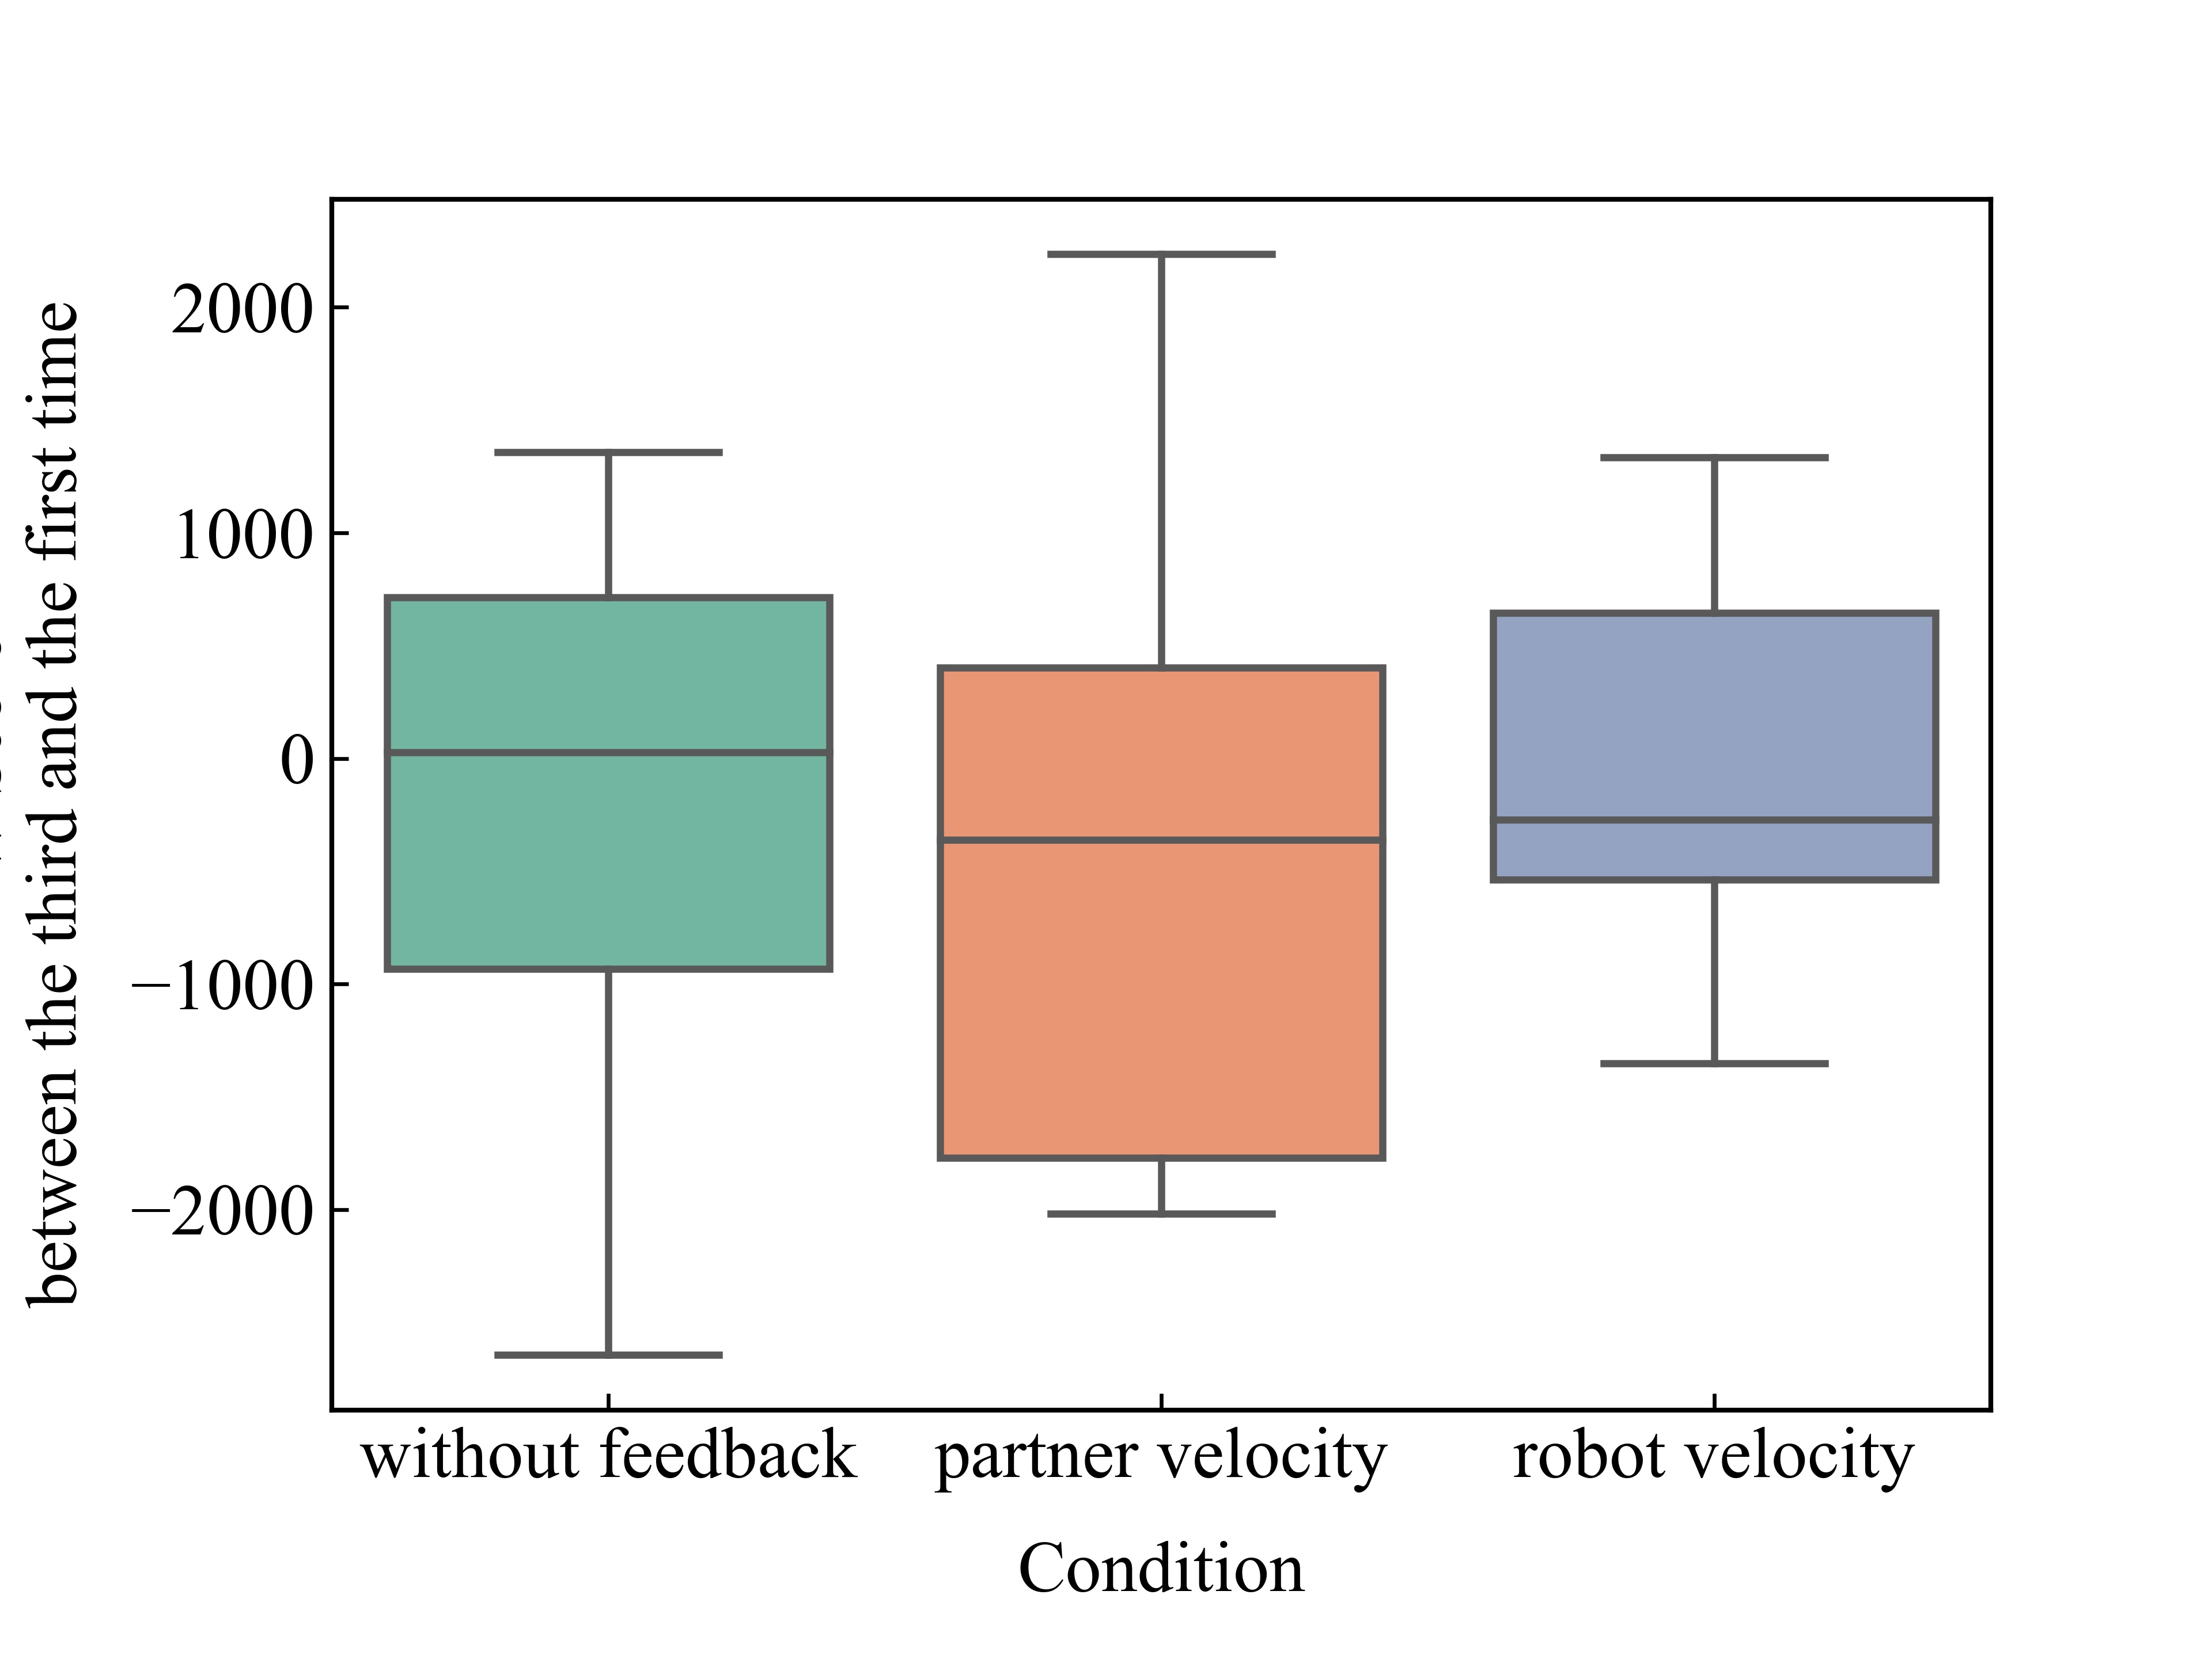 between the third and the first time
2000
1000
0
−1000
−2000
without feedback partner velocity robot velocity
Condition